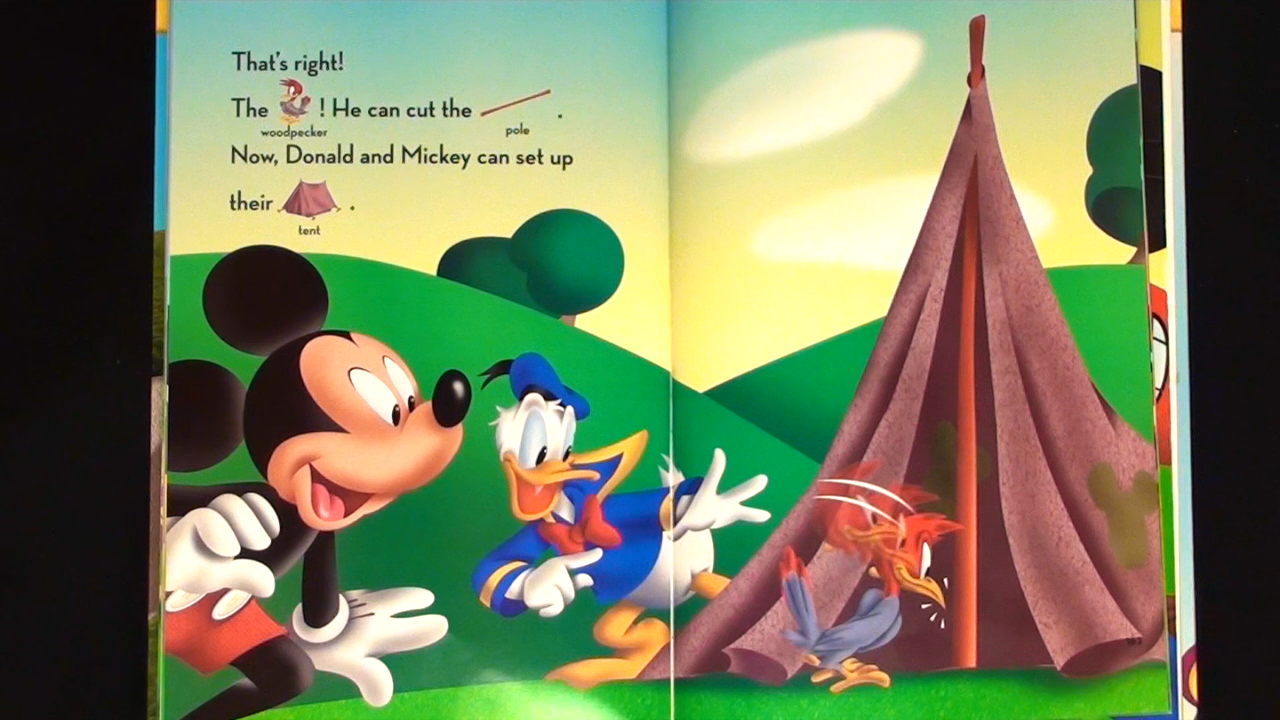 That's right!
The ! He can cut the .
woodpecker
pole
Now, Donald and Mickey can set up
their .
tent